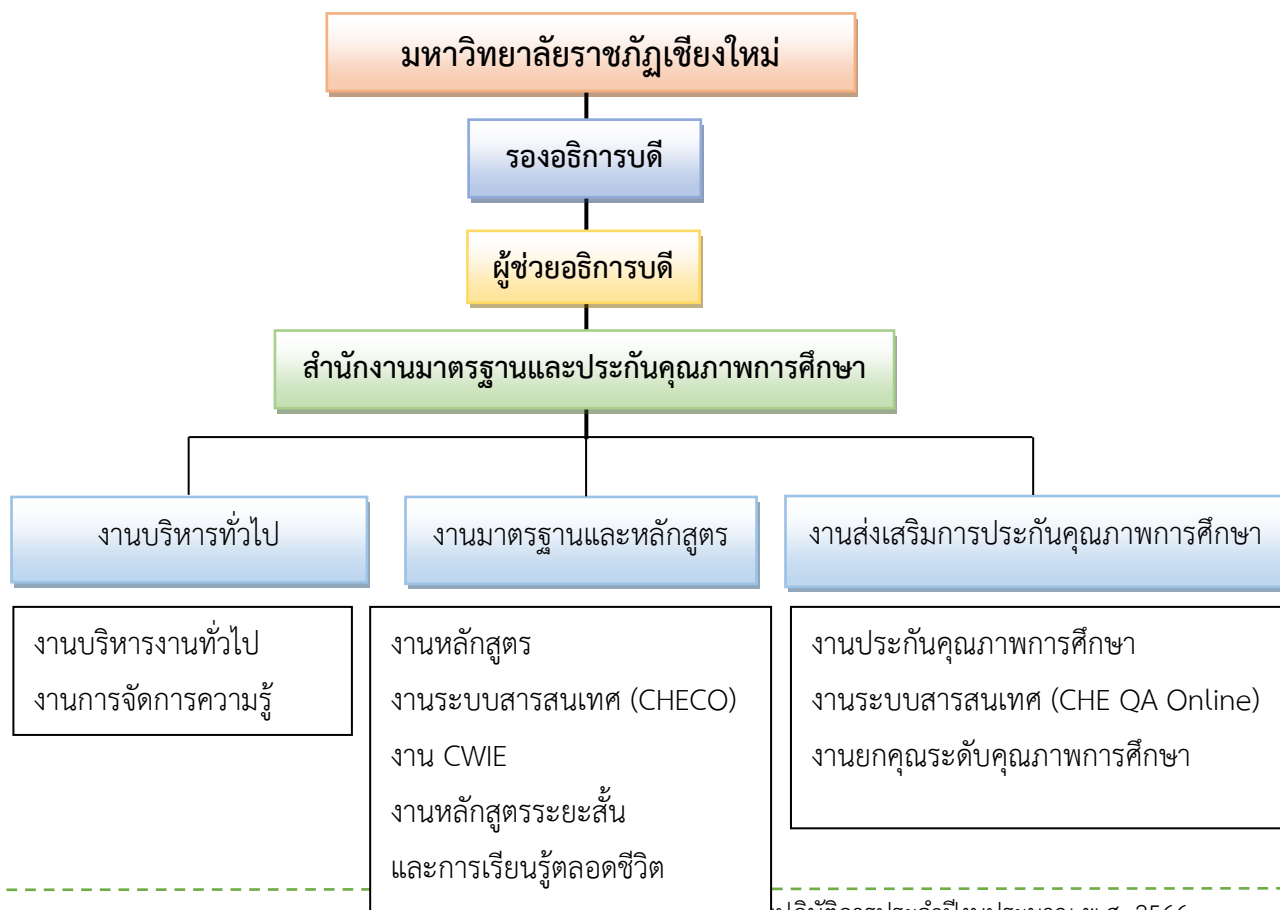 มหาวิทยาลัยราชภัฏเชียงใหม่
รองอธิการบดี
ผู้ช่วยอธิการบดี
สำนักงานมาตรฐานและประกันคุณภาพการศึกษา
งานบริหารทั่วไป
งานมาตรฐานและหลักสูตร
งานส่งเสริมการประกันคุณภาพการศึกษา
งานบริหารงานทั่วไป
งานการจัดการความรู้
งานหลักสูตร
งานระบบสารสนเทศ (CHECO)
งาน CWIE
งานหลักสูตรระยะสั้น
และการเรียนรู้ตลอดชีวิต
งานประกันคุณภาพการศึกษา
งานระบบสารสนเทศ (CHE QA Online)
งานยกคุณระดับคุณภาพการศึกษา
พ.ศ. 2566